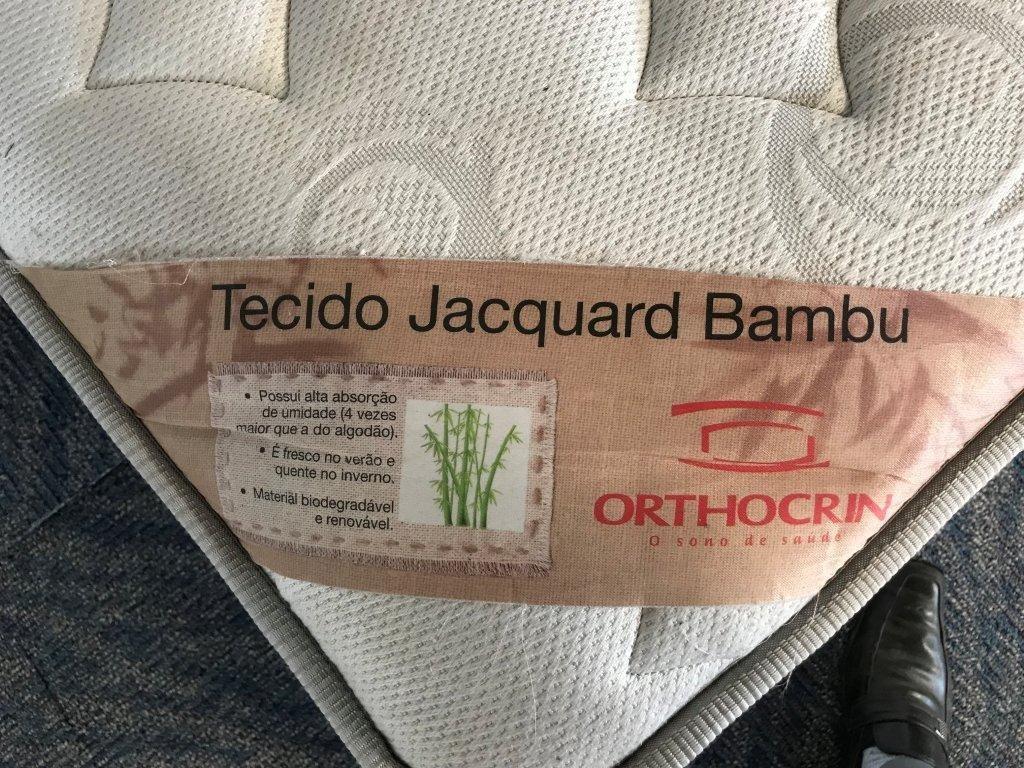 Tecido Jacquard Bambu
• Possui alta absorção
de umidade (4 vezes
maior que a do algodão).
• É fresco no verão e
quente no inverno.
• Material biodegradável
e renovável.
ORTHOCRIN
O sono de saúde